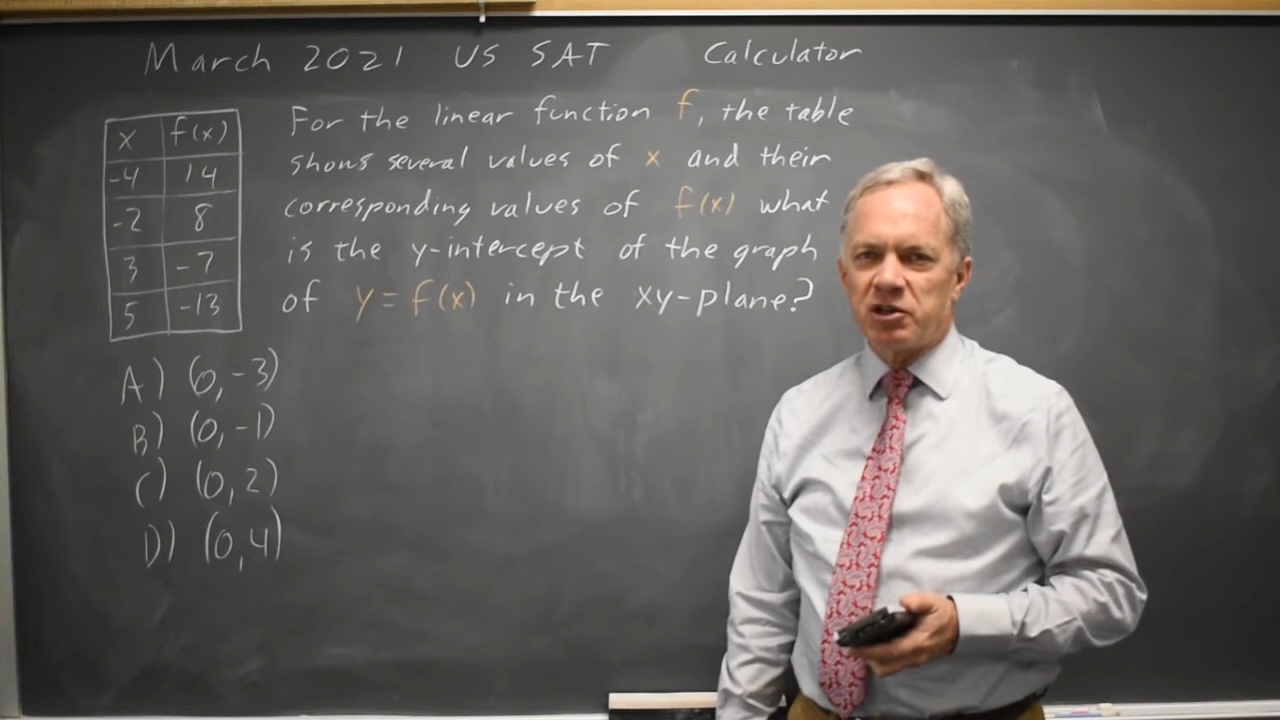 March 2021 US SAT Calculator
x f(x)
-4 14
-2 8
3 -7
5 -13
For the linear function f, the table
shows several values of x and their
corresponding values of f(x) what
is the y-intercept of the graph
of y=f(x) in the xy-plane?
A) (0,-3)
B) (0,-1)
C) (0,2)
D) (0,4)